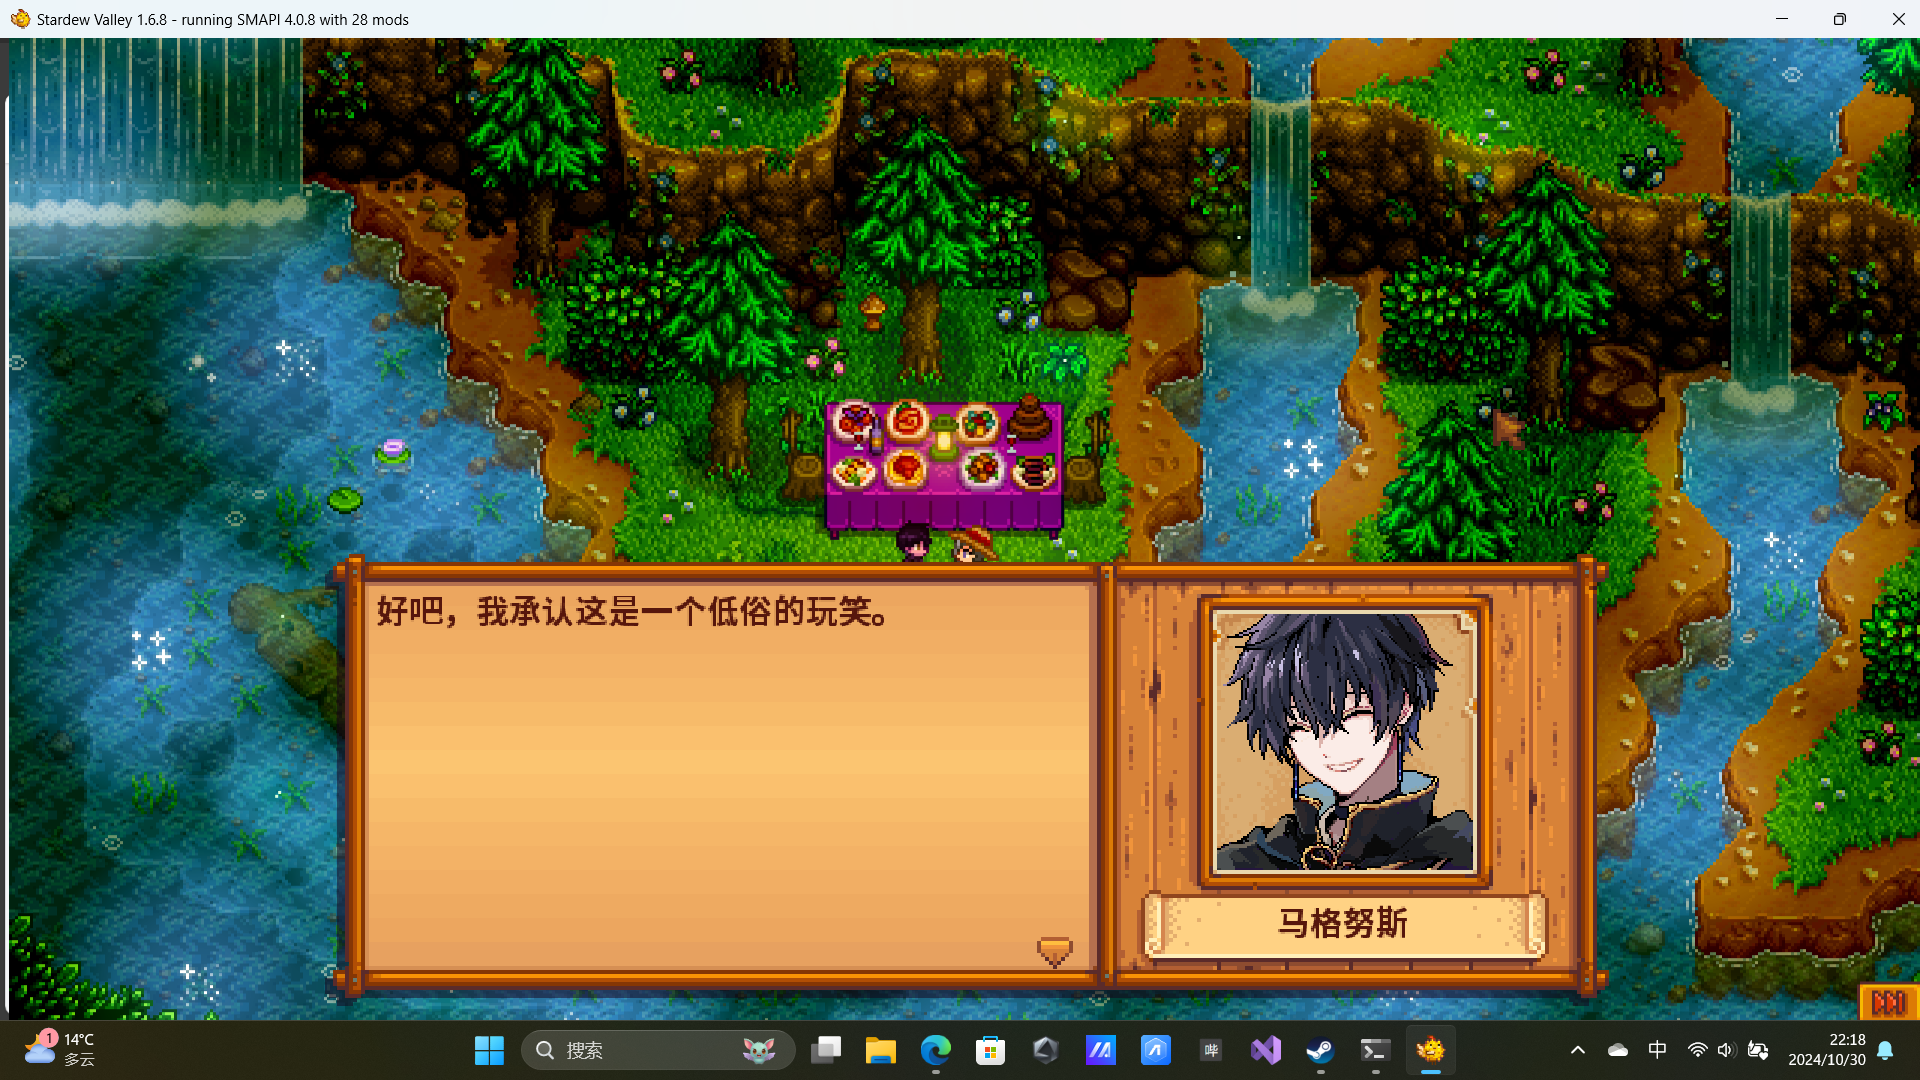 Stardew Valley 1.6.8 - running SMAPI 4.0.8 with 28 mods
好吧，我承认这是一个低俗的玩笑。
马格努斯
1
14°C
多云
搜索
哔
中
22:18
2024/10/30